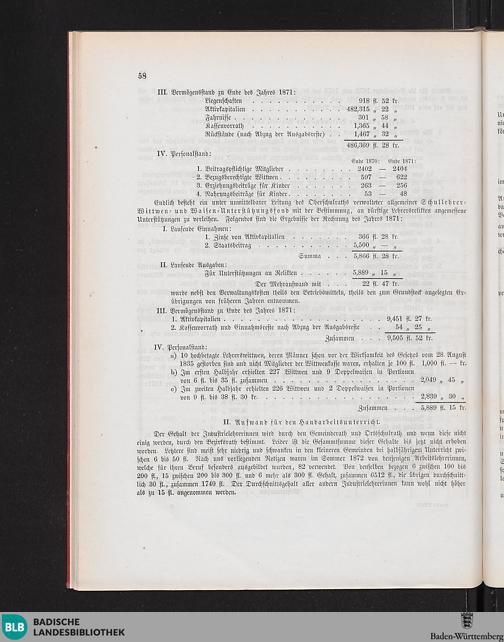 58
III. Vermögensstand zu Ende des Jahres 1871:
Liegenschaften . . . . . . . . . . . 918 fl. 52 kr.
Aktivkapitalien . . . . . . . . . . . 482,315 „ 22 „
Fahrnisse . . . . . . . . . . . . . 301 „ 58 „
Kassenvorrath . . . . . . . . . . . 1,365 „ 44 „
Rückstände (nach Abzug der Ausgabsreste) . . 1,467 „ 32 „
486,369 fl. 28 kr.
IV. Personalstand:
Ende 1870: Ende 1871:
1. Beitragspflichtige Mitglieder . . . . . . . . 2402 — 2404
2. Bezugsberechtigte Wittwen . . . . . . . . . 597 — 622
3. Erziehungsbeiträge für Kinder . . . . . . . . 263 — 256
4. Nahrungsbeiträge für Kinder . . . . . . . . 53 — 48
Endlich besteht ein unter unmittelbarer Leitung des Oberschulraths verwalteter allgemeiner Schullehrer-
Wittwen- und Waisen-Unterstützungsfond mit der Bestimmung, an dürftige Lehrersrelikten angemessene
Unterstützungen zu verleihen. Folgendes sind die Ergebnisse der Rechnung des Jahres 1871:
I. Laufende Einnahmen:
1. Zinse von Aktivkapitalien . . . . . . . 366 fl. 28 kr.
2. Staatsbeitrag . . . . . . . . . . . 5,500 „ — „
Summa . . . 5,866 fl. 28 kr.
II. Laufende Ausgaben:
Für Unterstützungen an Relikten . . . . . . 5,889 „ 15 „
Der Mehraufwand mit . . . 22 fl. 47 kr.
wurde nebst den Verwaltungskosten theils den Betriebsmitteln, theils den zum Grundstock angelegten Er-
übrigungen von früheren Jahren entnommen.
III. Vermögensstand zu Ende des Jahres 1871:
1. Aktivkapitalien . . . . . . . . . . . . . . . . 9,451 fl. 27 kr.
2. Kassenvorrath und Einnahmsreste nach Abzug der Ausgabsreste . . 54 „ 25 „
Zusammen . . . 9,505 fl. 52 kr.
IV. Personalstand:
a) 10 hochbetagte Lehrerswittwen, deren Männer schon vor der Wirksamkeit des Gesetzes vom 28. August
1835 gestorben sind und nicht Mitglieder der Wittwenkasse waren, erhalten je 100 fl. 1,000 fl. — kr.
b) Im ersten Halbjahr erhielten 227 Wittwen und 9 Doppelwaisen in Portionen
von 6 fl. bis 35 fl. zusammen . . . . . . . . . . . . . . . 2,049 „ 45 „
c) Im zweiten Halbjahr erhielten 226 Wittwen und 2 Doppelwaisen in Portionen
von 9 fl. bis 38 fl. 30 kr. . . . . . . . . . . . . . . . . 2,839 „ 30 „
Zusammen . . . 5,889 fl. 15 kr.
II. Aufwand für den Handarbeitsunterricht.
Der Gehalt der Industrielehrerinnen wird durch den Gemeinderath und Ortsschulrath und wenn diese nicht
einig werden, durch den Bezirksrath bestimmt. Leider ist die Gesammtsumme dieser Gehalte bis jetzt nicht erhoben
worden. Letztere sind meist sehr niedrig und schwanken in den kleineren Gemeinden bei halbjährigem Unterricht zwi-
schen 6 bis 50 fl. Nach uns vorliegenden Notizen waren im Sommer 1872 von denjenigen Arbeitslehrerinnen,
welche für ihren Beruf besonders ausgebildet wurden, 82 verwendet. Von denselben bezogen 6 zwischen 100 bis
200 fl., 15 zwischen 200 bis 300 fl. und 6 mehr als 300 fl. Gehalt, zusammen 6512 fl., die übrigen durchschnitt-
lich 30 fl., zusammen 1740 fl. Der Durchschnittsgehalt aller andern Industrielehrerinnen kann wohl nicht höher
als zu 15 fl. angenommen werden.
BLB BADISCHE
LANDESBIBLIOTHEK
Baden-Württemberg